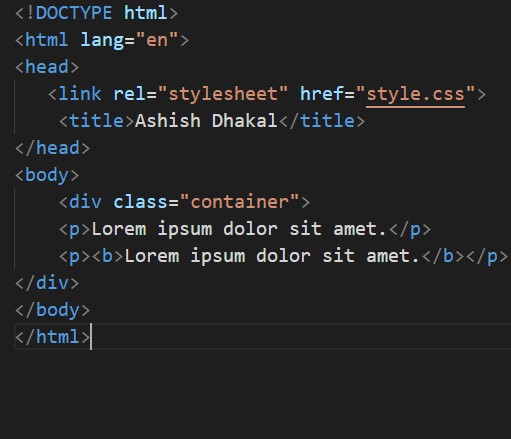 <!DOCTYPE html>
<html lang="en">
<head>
<link rel="stylesheet" href="style.css">
<title>Ashish Dhakal</title>
</head>
<body>
<div class="container">
<p>Lorem ipsum dolor sit amet.</p>
<p><b>Lorem ipsum dolor sit amet.</b></p>
</div>
</body>
</html>